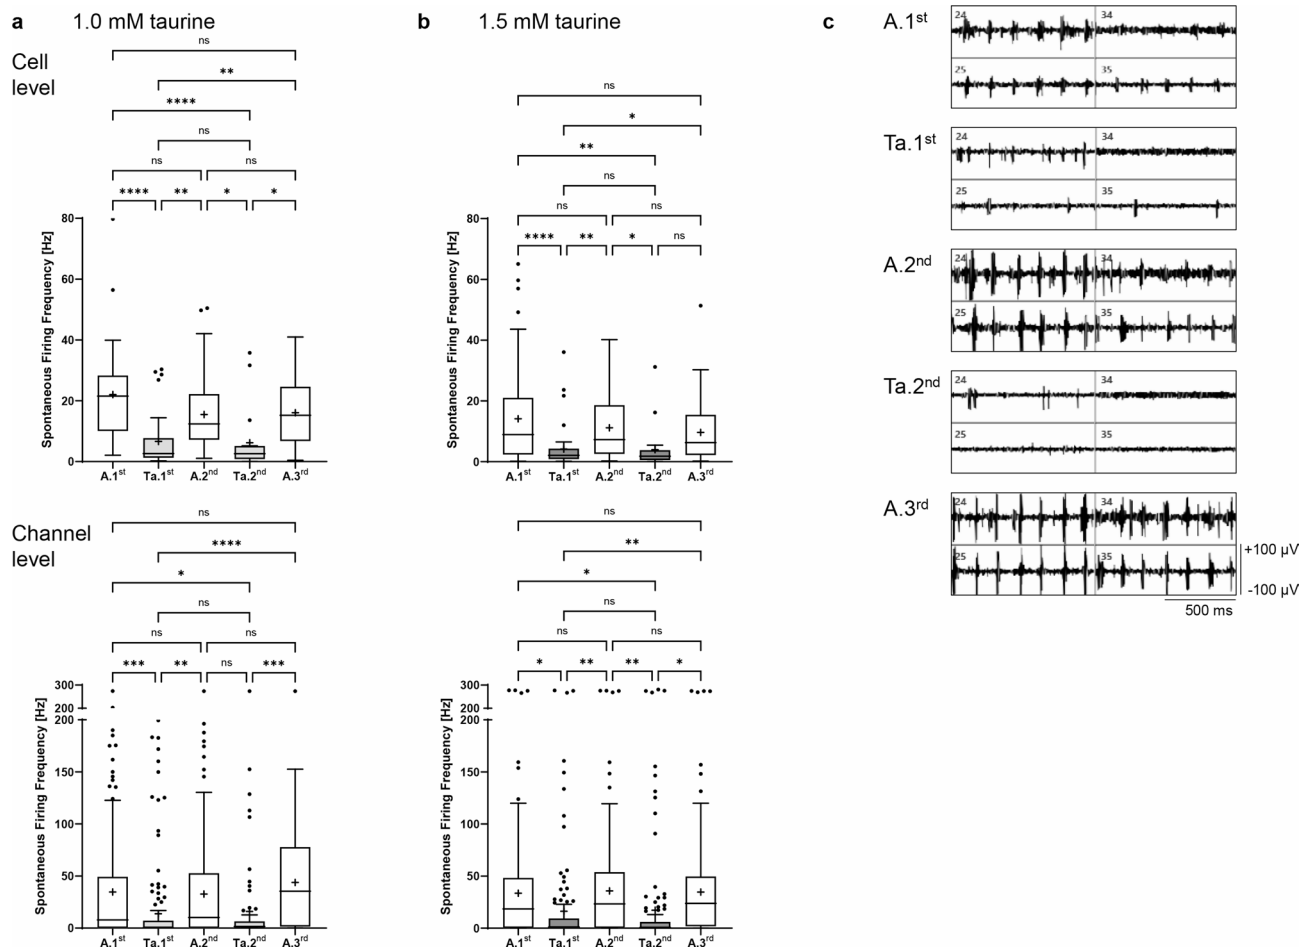 a 1.0 mM taurine
Cell
level
ns
**
****
ns
ns ns
**** ** * *
Spontaneous Firing Frequency [Hz]
80
60
40
20
0
A.1st Ta.1st A.2nd Ta.2nd A.3rd
Channel
level
ns
****
*
ns
ns ns
*** ** ns ***
Spontaneous Firing Frequency [Hz]
300
200
200
150
100
50
0
A.1st Ta.1st A.2nd Ta.2nd A.3rd
b 1.5 mM taurine
ns
*
**
ns
ns ns
**** ** * ns
Spontaneous Firing Frequency [Hz]
80
60
40
20
0
A.1st Ta.1st A.2nd Ta.2nd A.3rd
ns
**
*
ns
ns ns
* ** ** *
Spontaneous Firing Frequency [Hz]
300
200
200
150
100
50
0
A.1st Ta.1st A.2nd Ta.2nd A.3rd
c
A.1st
24 34
25 35
Ta.1st
24 34
25 35
A.2nd
24 34
25 35
Ta.2nd
24 34
25 35
A.3rd
24 34
25 35
+100 µV
-100 µV
500 ms